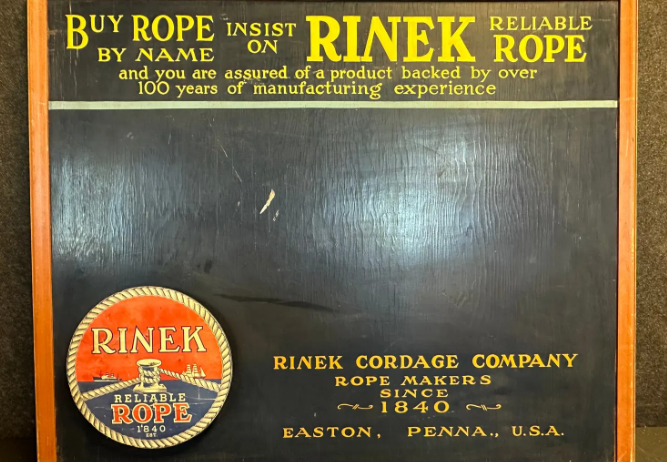 BUY ROPE INSIST RINEK RELIABLE
BY NAME ON ROPE
and you are assured of a product backed by over
100 years of manufacturing experience
RINEK
RELIABLE
ROPE
1840
EST.
RINEK CORDAGE COMPANY
ROPE MAKERS
SINCE
1840
EASTON, PENNA., U.S.A.